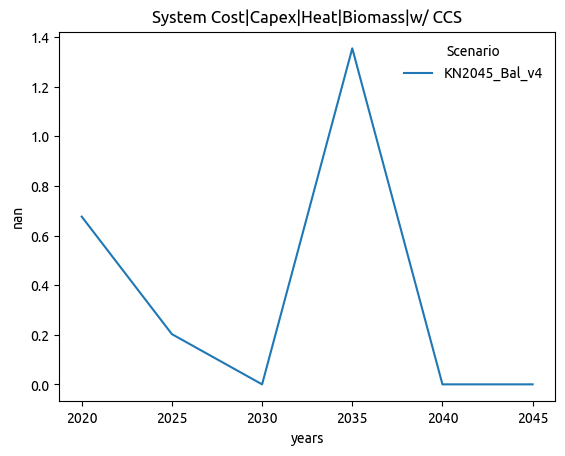 System Cost|Capex|Heat|Biomass|w/ CCS
Scenario
KN2045_Bal_v4
1.4
1.2
1.0
0.8
0.6
0.4
0.2
0.0
nan
2020 2025 2030 2035 2040 2045
years